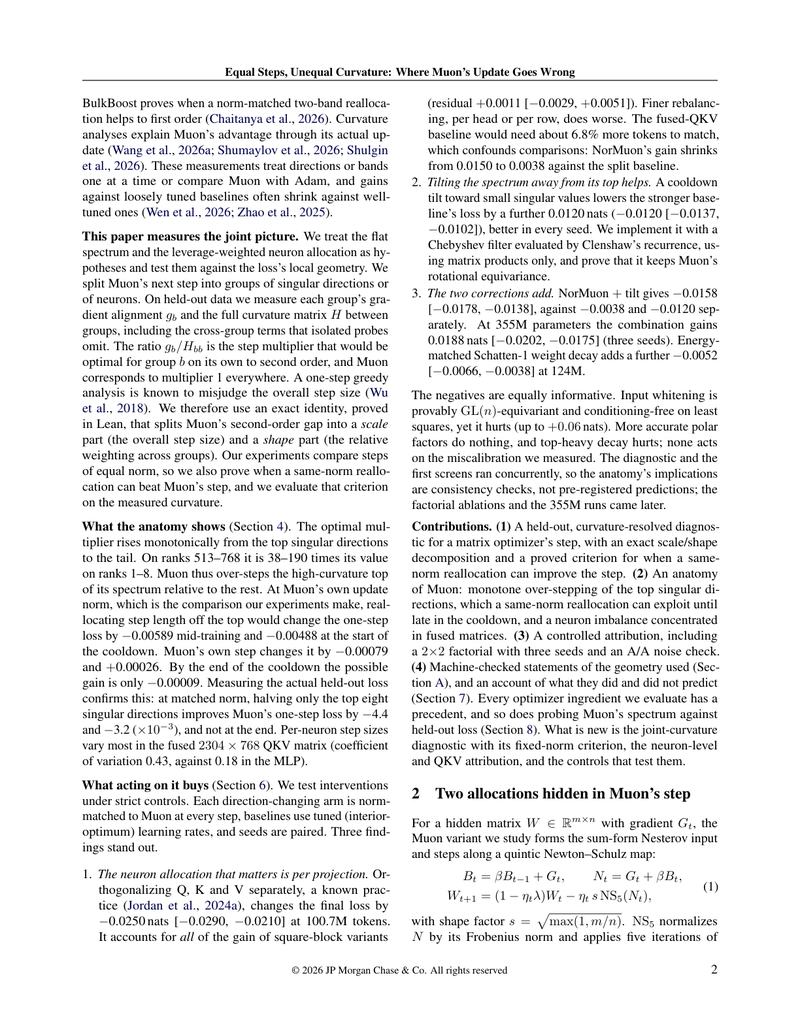 Equal Steps, Unequal Curvature: Where Muon's Update Goes Wrong
BulkBoost proves when a norm-matched two-band realloca-
tion helps to first order (Chaitanya et al., 2026). Curvature
analyses explain Muon's advantage through its actual up-
date (Wang et al., 2026a; Shumaylov et al., 2026; Shulgin
et al., 2026). These measurements treat directions or bands
one at a time or compare Muon with Adam, and gains
against loosely tuned baselines often shrink against well-
tuned ones (Wen et al., 2026; Zhao et al., 2025).
This paper measures the joint picture. We treat the flat
spectrum and the leverage-weighted neuron allocation as hy-
potheses and test them against the loss's local geometry. We
split Muon's next step into groups of singular directions or
of neurons. On held-out data we measure each group's gra-
dient alignment g_b and the full curvature matrix H between
groups, including the cross-group terms that isolated probes
omit. The ratio g_b/H_bb is the step multiplier that would be
optimal for group b on its own to second order, and Muon
corresponds to multiplier 1 everywhere. A one-step greedy
analysis is known to misjudge the overall step size (Wu
et al., 2018). We therefore use an exact identity, proved
in Lean, that splits Muon's second-order gap into a scale
part (the overall step size) and a shape part (the relative
weighting across groups). Our experiments compare steps
of equal norm, so we also prove when a same-norm reallo-
cation can beat Muon's step, and we evaluate that criterion
on the measured curvature.
What the anatomy shows (Section 4). The optimal mul-
tiplier rises monotonically from the top singular directions
to the tail. On ranks 513–768 it is 38–190 times its value
on ranks 1–8. Muon thus over-steps the high-curvature top
of its spectrum relative to the rest. At Muon's own update
norm, which is the comparison our experiments make, real-
locating step length off the top would change the one-step
loss by −0.00589 mid-training and −0.00488 at the start of
the cooldown. Muon's own step changes it by −0.00079
and +0.00026. By the end of the cooldown the possible
gain is only −0.00009. Measuring the actual held-out loss
confirms this: at matched norm, halving only the top eight
singular directions improves Muon's one-step loss by −4.4
and −3.2 (×10⁻³), and not at the end. Per-neuron step sizes
vary most in the fused 2304 × 768 QKV matrix (coefficient
of variation 0.43, against 0.18 in the MLP).
What acting on it buys (Section 6). We test interventions
under strict controls. Each direction-changing arm is norm-
matched to Muon at every step, baselines use tuned (interior-
optimum) learning rates, and seeds are paired. Three find-
ings stand out.
1. The neuron allocation that matters is per projection. Or-
thogonalizing Q, K and V separately, a known prac-
tice (Jordan et al., 2024a), changes the final loss by
−0.0250 nats [−0.0290, −0.0210] at 100.7M tokens.
It accounts for all of the gain of square-block variants
(residual +0.0011 [−0.0029, +0.0051]). Finer rebalanc-
ing, per head or per row, does worse. The fused-QKV
baseline would need about 6.8% more tokens to match,
which confounds comparisons: NorMuon's gain shrinks
from 0.0150 to 0.0038 against the split baseline.
2. Tilting the spectrum away from its top helps. A cooldown
tilt toward small singular values lowers the stronger base-
line's loss by a further 0.0120 nats (−0.0120 [−0.0137,
−0.0102]), better in every seed. We implement it with a
Chebyshev filter evaluated by Clenshaw's recurrence, us-
ing matrix products only, and prove that it keeps Muon's
rotational equivariance.
3. The two corrections add. NorMuon + tilt gives −0.0158
[−0.0178, −0.0138], against −0.0038 and −0.0120 sep-
arately. At 355M parameters the combination gains
0.0188 nats [−0.0202, −0.0175] (three seeds). Energy-
matched Schatten-1 weight decay adds a further −0.0052
[−0.0066, −0.0038] at 124M.
The negatives are equally informative. Input whitening is
provably GL(n)-equivariant and conditioning-free on least
squares, yet it hurts (up to +0.06 nats). More accurate polar
factors do nothing, and top-heavy decay hurts; none acts
on the miscalibration we measured. The diagnostic and the
first screens ran concurrently, so the anatomy's implications
are consistency checks, not pre-registered predictions; the
factorial ablations and the 355M runs came later.
Contributions. (1) A held-out, curvature-resolved diagnos-
tic for a matrix optimizer's step, with an exact scale/shape
decomposition and a proved criterion for when a same-
norm reallocation can improve the step. (2) An anatomy
of Muon: monotone over-stepping of the top singular di-
rections, which a same-norm reallocation can exploit until
late in the cooldown, and a neuron imbalance concentrated
in fused matrices. (3) A controlled attribution, including
a 2×2 factorial with three seeds and an A/A noise check.
(4) Machine-checked statements of the geometry used (Sec-
tion A), and an account of what they did and did not predict
(Section 7). Every optimizer ingredient we evaluate has a
precedent, and so does probing Muon's spectrum against
held-out loss (Section 8). What is new is the joint-curvature
diagnostic with its fixed-norm criterion, the neuron-level
and QKV attribution, and the controls that test them.
2 Two allocations hidden in Muon's step
For a hidden matrix W ∈ ℝ^{m×n} with gradient G_t, the
Muon variant we study forms the sum-form Nesterov input
and steps along a quintic Newton–Schulz map:
B_t = βB_{t−1} + G_t, N_t = G_t + βB_t,
W_{t+1} = (1 − η_tλ)W_t − η_t s NS_5(N_t), (1)
with shape factor s = √max(1, m/n). NS_5 normalizes
N by its Frobenius norm and applies five iterations of
© 2026 JP Morgan Chase & Co. All rights reserved
2